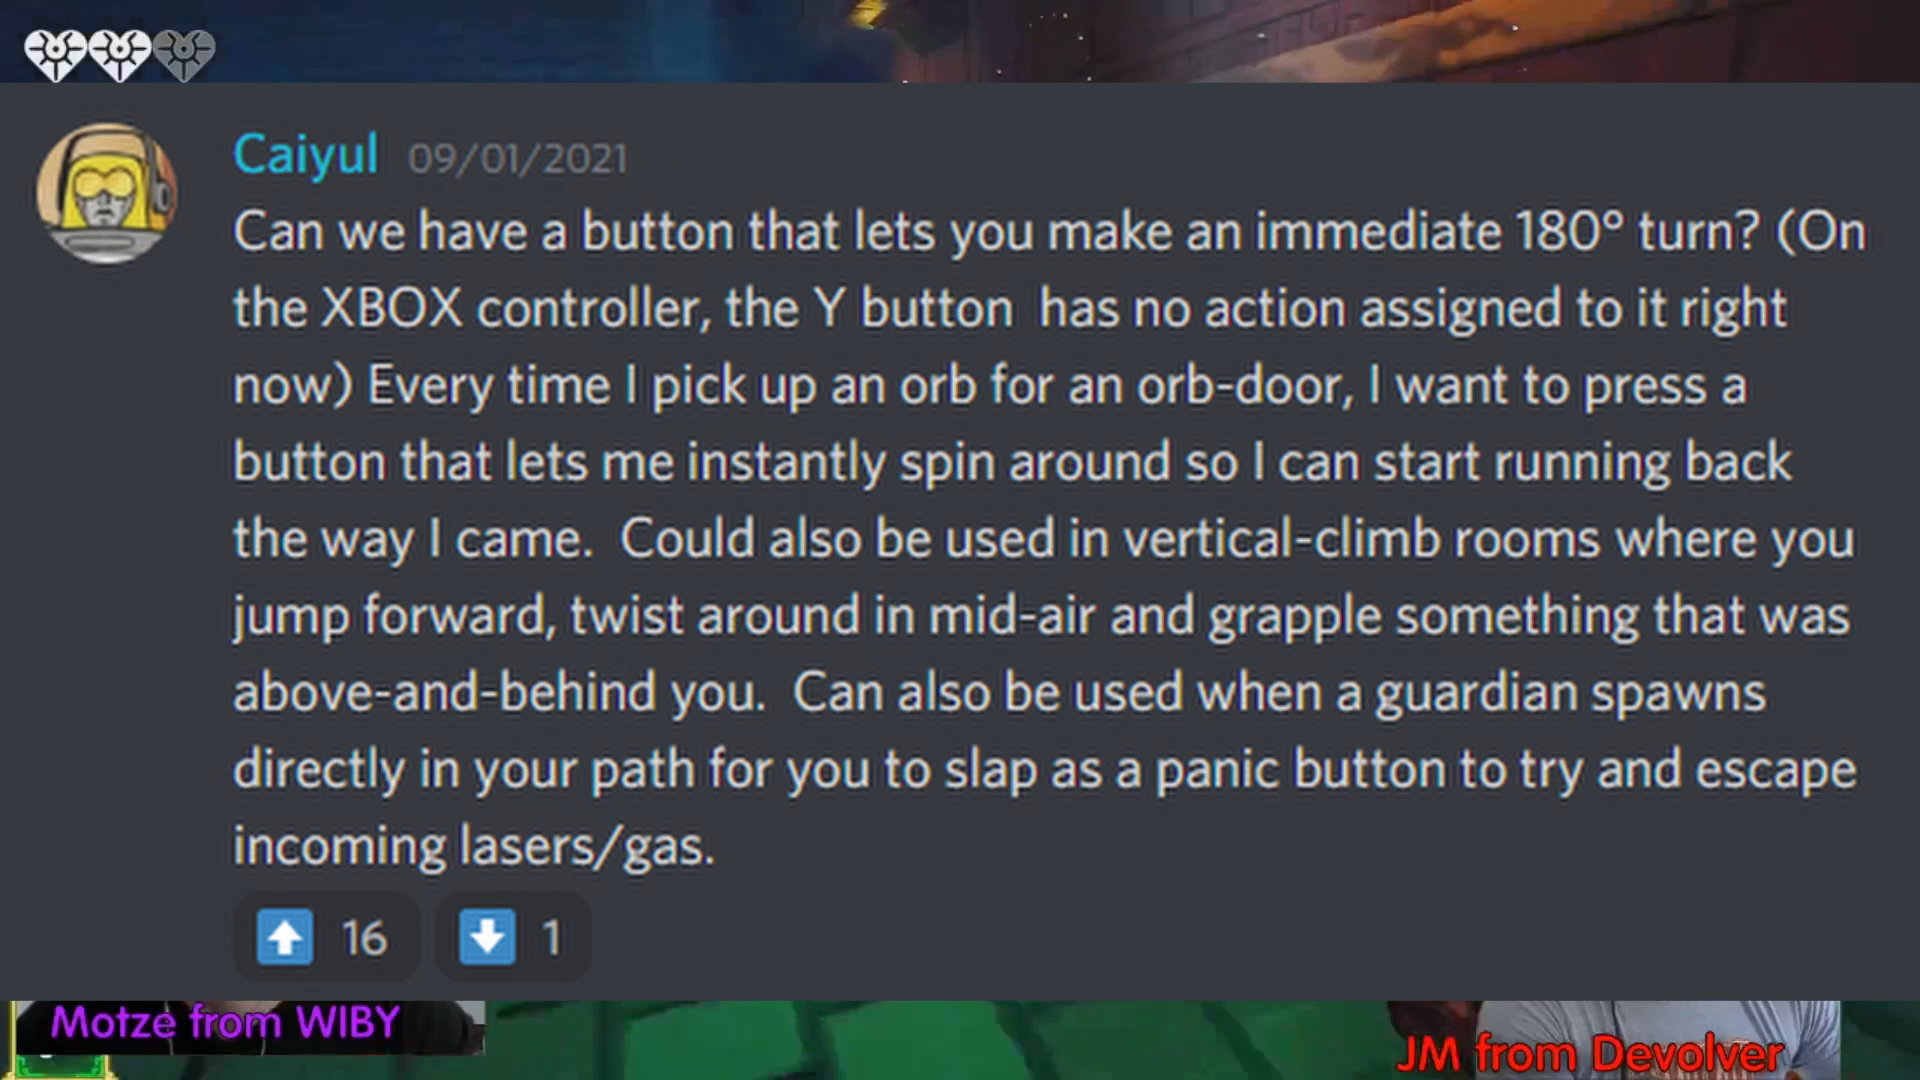 Caiyul 09/01/2021
Can we have a button that lets you make an immediate 180° turn? (On
the XBOX controller, the Y button  has no action assigned to it right
now) Every time I pick up an orb for an orb-door, I want to press a
button that lets me instantly spin around so I can start running back
the way I came.  Could also be used in vertical-climb rooms where you
jump forward, twist around in mid-air and grapple something that was
above-and-behind you.  Can also be used when a guardian spawns
directly in your path for you to slap as a panic button to try and escape
incoming lasers/gas.
16 1
Motze from WIBY
JM from Devolver